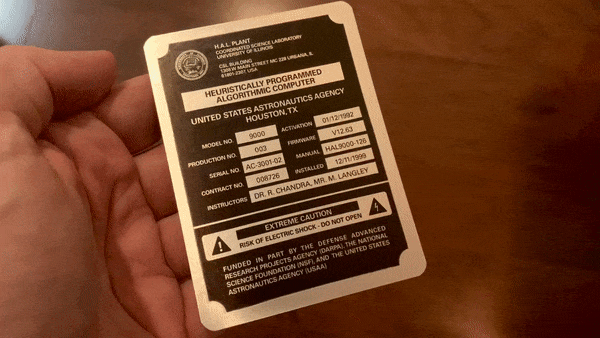 H.A.L. PLANT
COORDINATED SCIENCE LABORATORY
UNIVERSITY OF ILLINOIS
CSL BUILDING
1308 W MAIN STREET MC 228 URBANA, IL
61801-2307, USA
HEURISTICALLY PROGRAMMED
ALGORITHMIC COMPUTER
UNITED STATES ASTRONAUTICS AGENCY
HOUSTON, TX
MODEL NO. 9000 ACTIVATION 01/12/1992
PRODUCTION NO. 003 FIRMWARE V12.63
SERIAL NO. AC-3001-02 MANUAL HAL9000-126
CONTRACT NO. 008726 INSTALLED 12/11/1999
INSTRUCTORS DR. R. CHANDRA, MR. M. LANGLEY
EXTREME CAUTION
RISK OF ELECTRIC SHOCK - DO NOT OPEN
FUNDED IN PART BY THE DEFENSE ADVANCED
RESEARCH PROJECTS AGENCY (DARPA), THE NATIONAL
SCIENCE FOUNDATION (NSF), AND THE UNITED STATES
ASTRONAUTICS AGENCY (USAA)